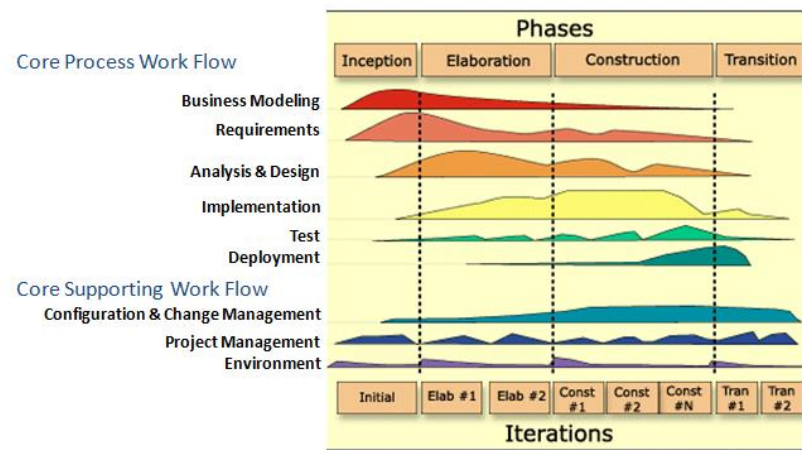 Phases
Inception Elaboration Construction Transition
Core Process Work Flow
Business Modeling
Requirements
Analysis & Design
Implementation
Test
Deployment
Core Supporting Work Flow
Configuration & Change Management
Project Management
Environment
Initial Elab #1 Elab #2 Const #1 Const #2 Const #N Tran #1 Tran #2
Iterations